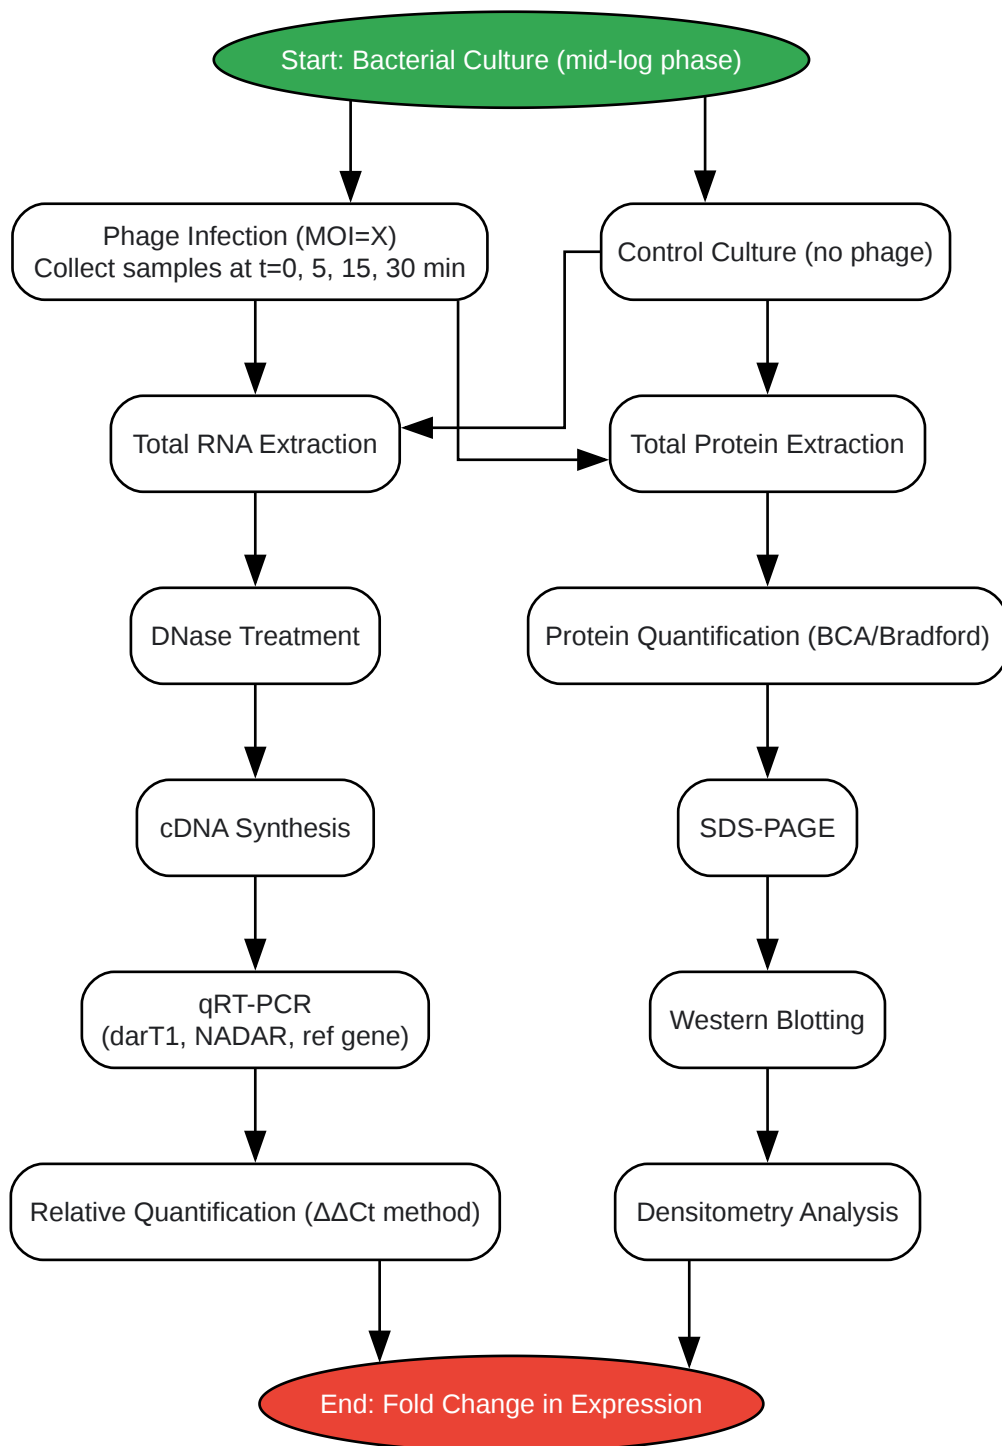 Start: Bacterial Culture (mid-log phase)
Phage Infection (MOI=X)
Collect samples at t=0, 5, 15, 30 min
Control Culture (no phage)
Total RNA Extraction
Total Protein Extraction
DNase Treatment
Protein Quantification (BCA/Bradford)
cDNA Synthesis
SDS-PAGE
qRT-PCR
(darT1, NADAR, ref gene)
Western Blotting
Relative Quantification (ΔΔCt method)
Densitometry Analysis
End: Fold Change in Expression